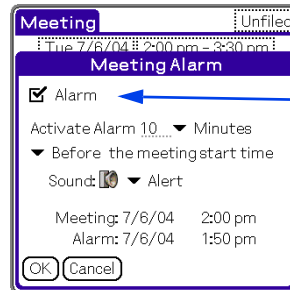 Meeting Unfiled
Tue 7/6/04 2:00 pm - 3:30 pm
Meeting Alarm
Alarm
Activate Alarm 10 Minutes
Before the meeting start time
Sound: Alert
Meeting: 7/6/04 2:00 pm
Alarm: 7/6/04 1:50 pm
OK Cancel